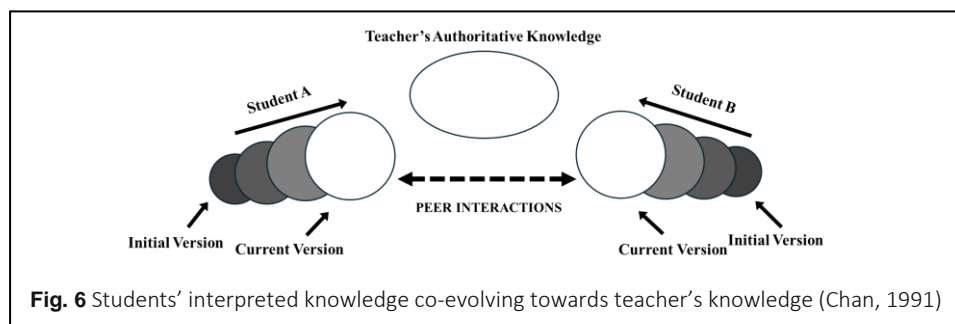 Teacher's Authoritative Knowledge
Student A
Student B
PEER INTERACTIONS
Initial Version
Current Version
Current Version
Initial Version
Fig. 6 Students' interpreted knowledge co-evolving towards teacher's knowledge (Chan, 1991)